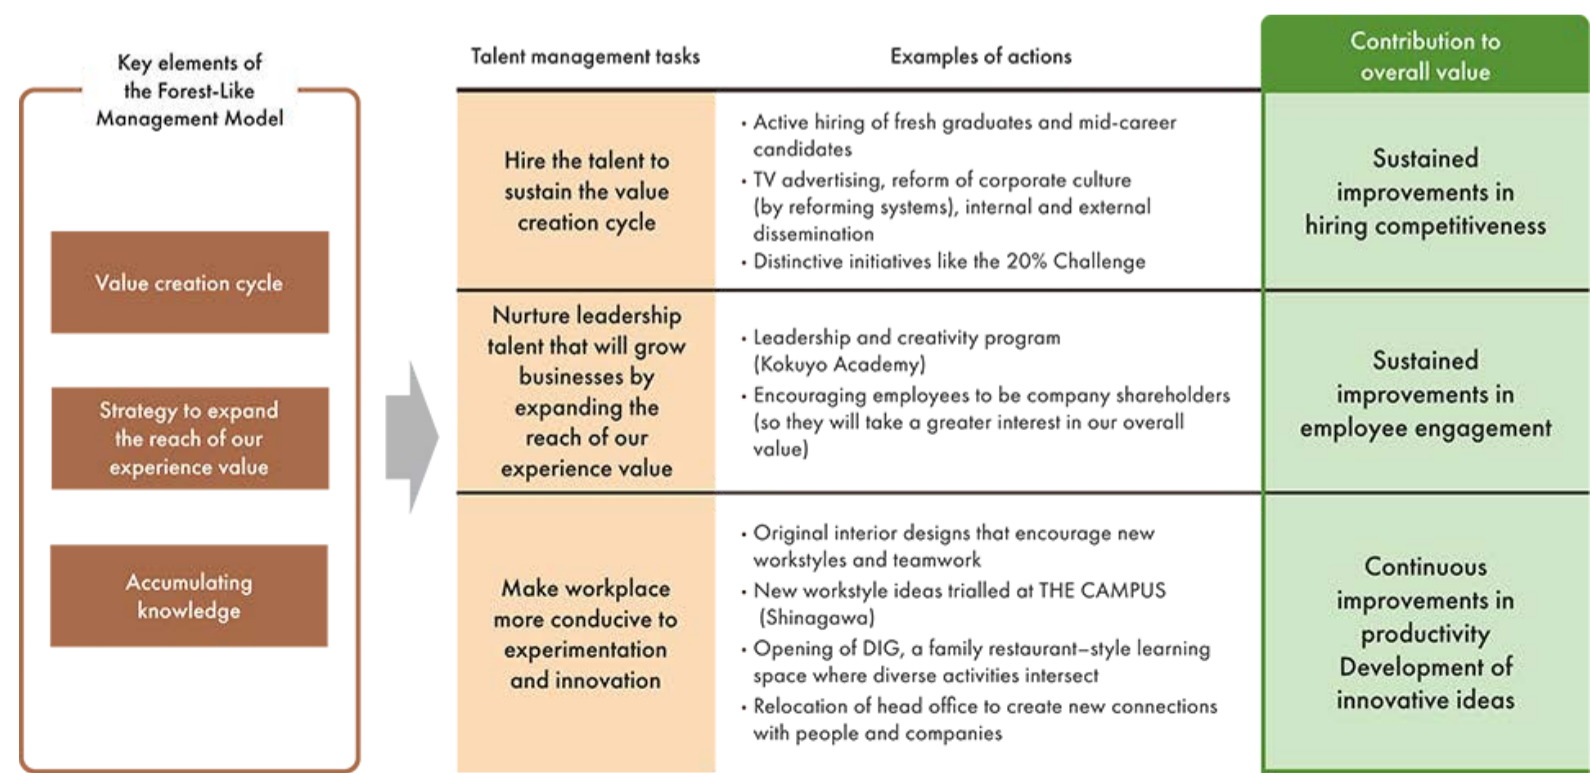 Key elements of
the Forest-Like
Management Model
Value creation cycle
Strategy to expand
the reach of our
experience value
Accumulating
knowledge
Talent management tasks
Examples of actions
Contribution to
overall value
Hire the talent to
sustain the value
creation cycle
• Active hiring of fresh graduates and mid-career
candidates
• TV advertising, reform of corporate culture
(by reforming systems), internal and external
dissemination
• Distinctive initiatives like the 20% Challenge
Sustained
improvements in
hiring competitiveness
Nurture leadership
talent that will grow
businesses by
expanding the
reach of our
experience value
• Leadership and creativity program
(Kokuyo Academy)
• Encouraging employees to be company shareholders
(so they will take a greater interest in our overall
value)
Sustained
improvements in
employee engagement
Make workplace
more conducive to
experimentation
and innovation
• Original interior designs that encourage new
workstyles and teamwork
• New workstyle ideas trialled at THE CAMPUS
(Shinagawa)
• Opening of DIG, a family restaurant–style learning
space where diverse activities intersect
• Relocation of head office to create new connections
with people and companies
Continuous
improvements in
productivity
Development of
innovative ideas